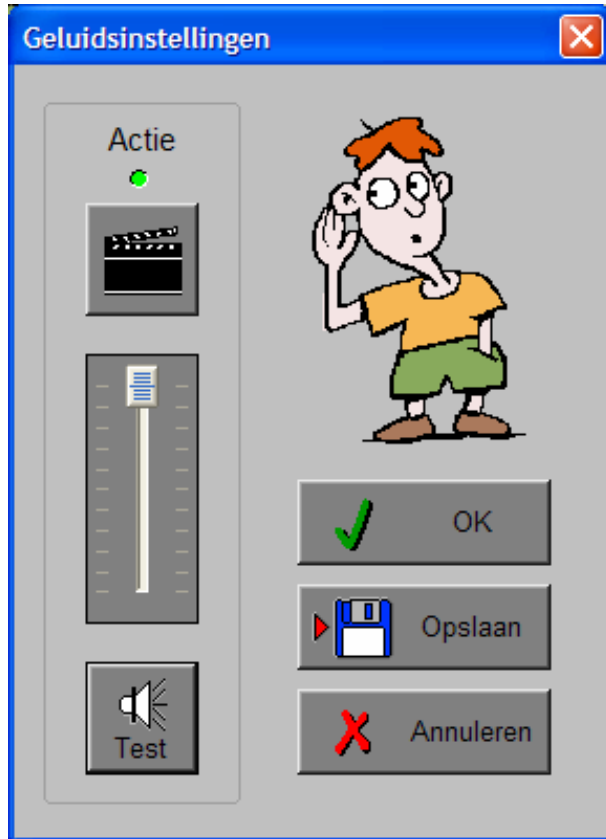 Geluidsinstellingen
Actie
Test
OK
Opslaan
Annuleren